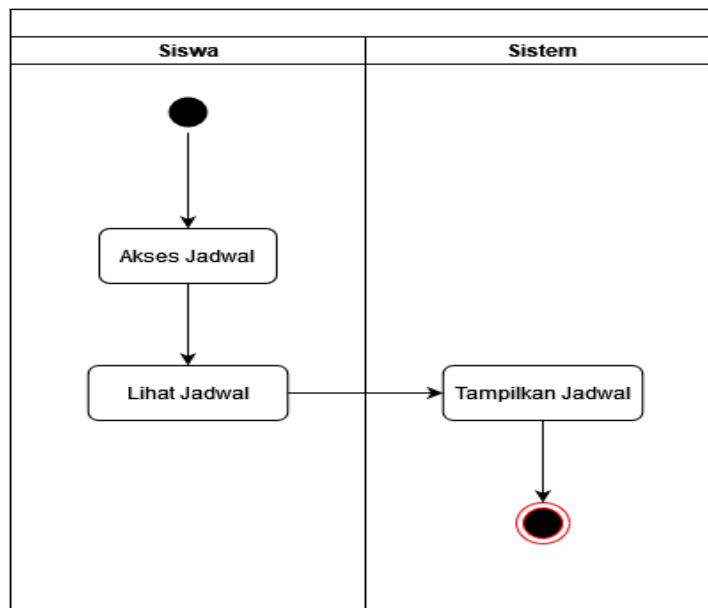 Siswa
Sistem
Akses Jadwal
Lihat Jadwal
Tampilkan Jadwal